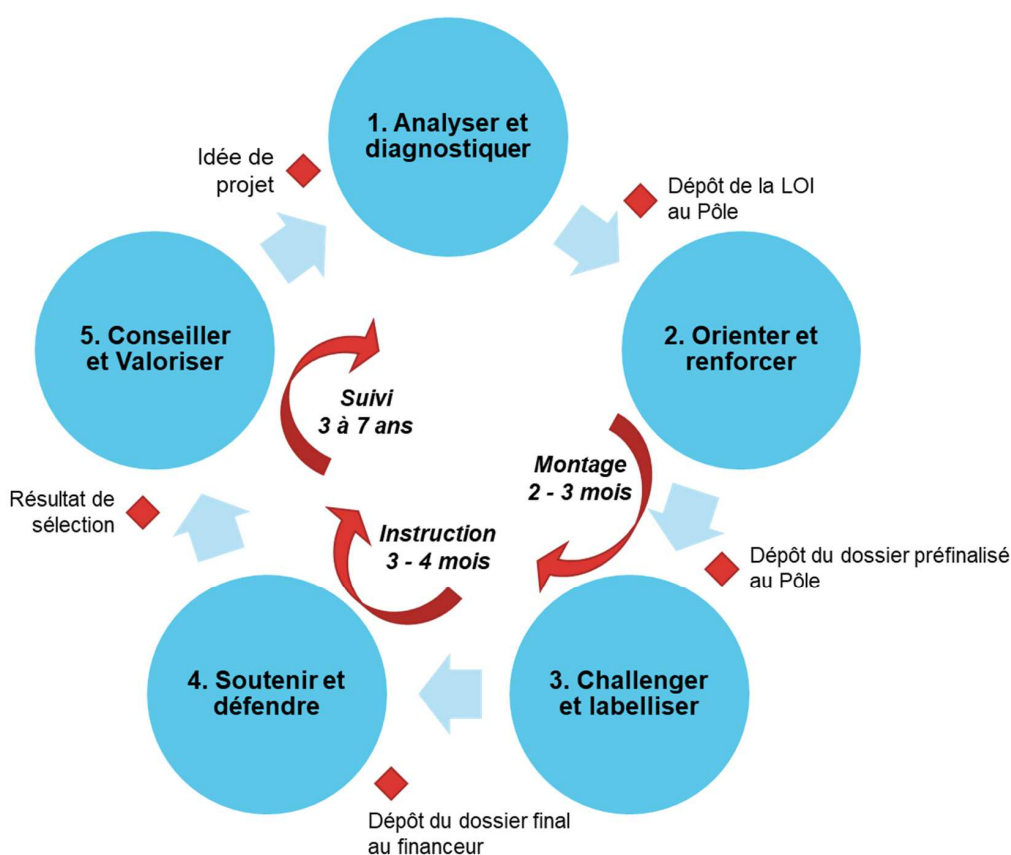 1. Analyser et
diagnostiquer
Idée de
projet
Dépôt de la LOI
au Pôle
5. Conseiller
et Valoriser
2. Orienter et
renforcer
Suivi
3 à 7 ans
Montage
2 - 3 mois
Résultat de
sélection
Instruction
3 - 4 mois
Dépôt du dossier préfinalisé
au Pôle
4. Soutenir et
défendre
3. Challenger
et labelliser
Dépôt du dossier final
au financeur